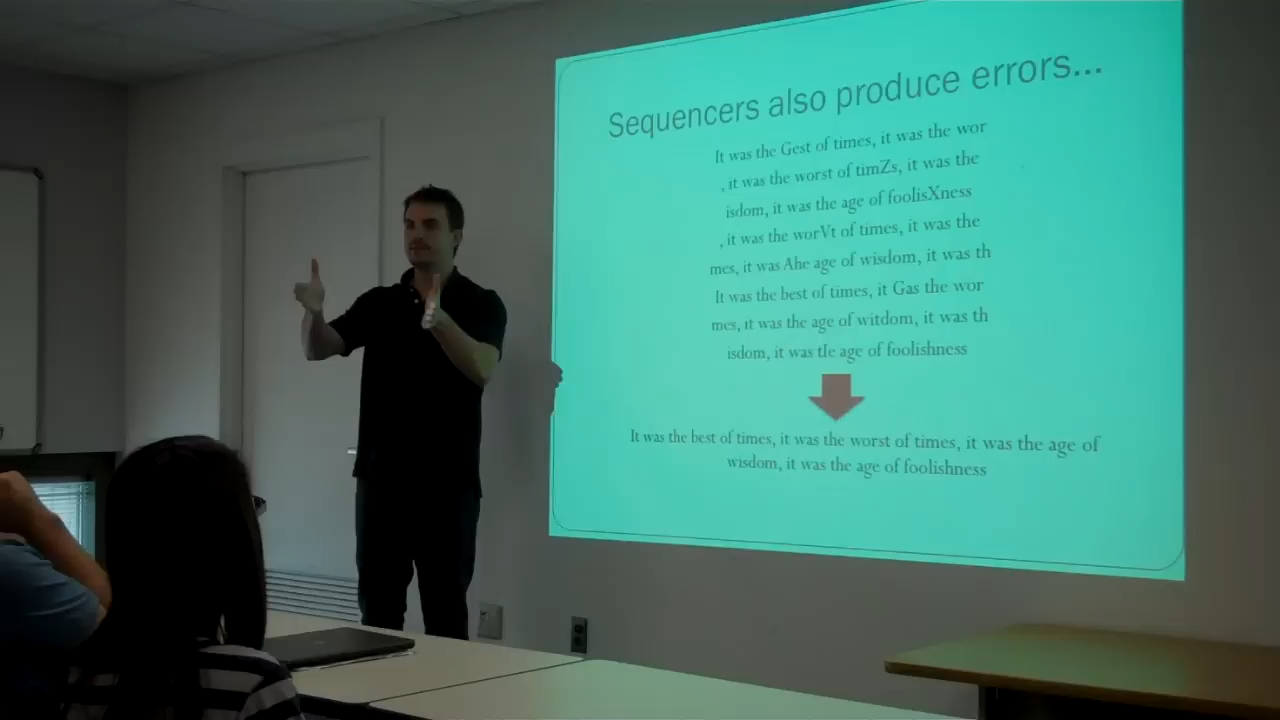 Sequencers also produce errors...
It was the Gest of times, it was the wor
, it was the worst of timZs, it was the
isdom, it was the age of foolisXness
, it was the worVt of times, it was the
mes, it was Ahe age of wisdom, it was th
It was the best of times, it Gas the wor
mes, it was the age of witdom, it was th
isdom, it was tIe age of foolishness
It was the best of times, it was the worst of times, it was the age of
wisdom, it was the age of foolishness